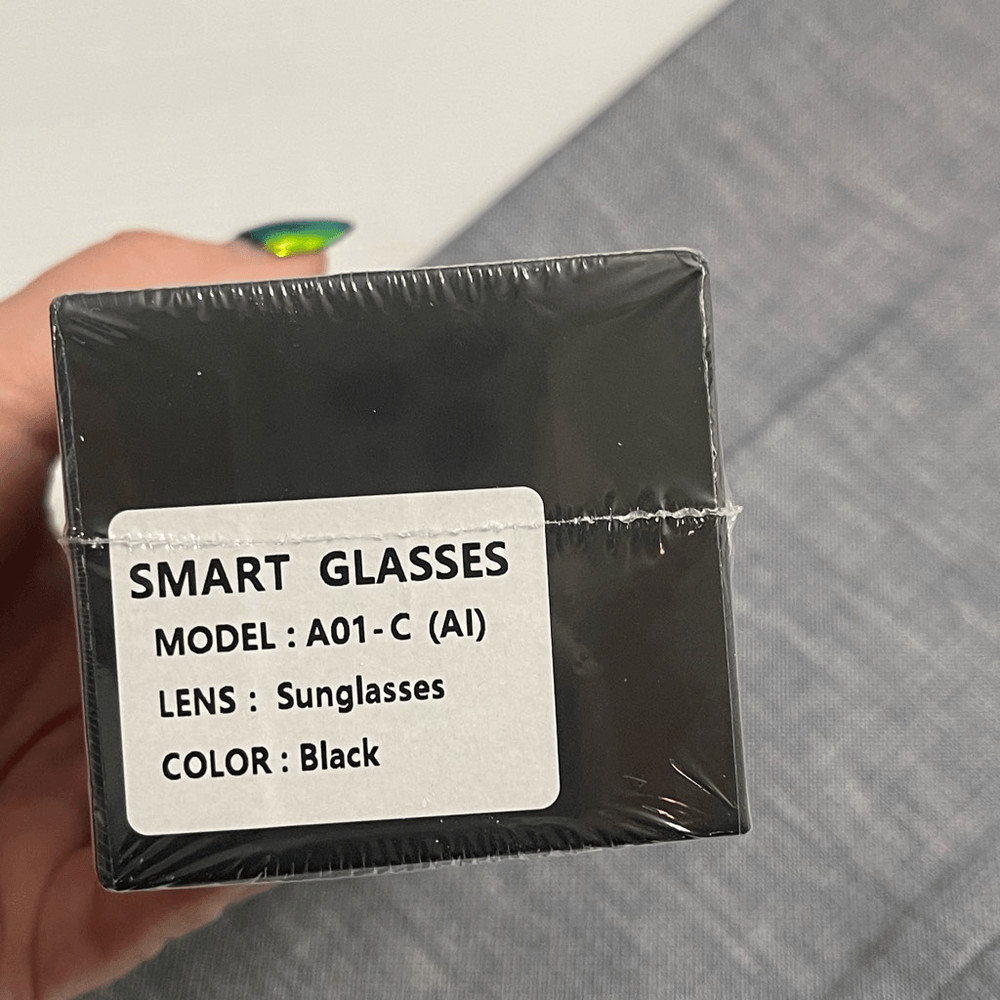 SMART GLASSES
MODEL : A01-C (AI)
LENS : Sunglasses
COLOR : Black